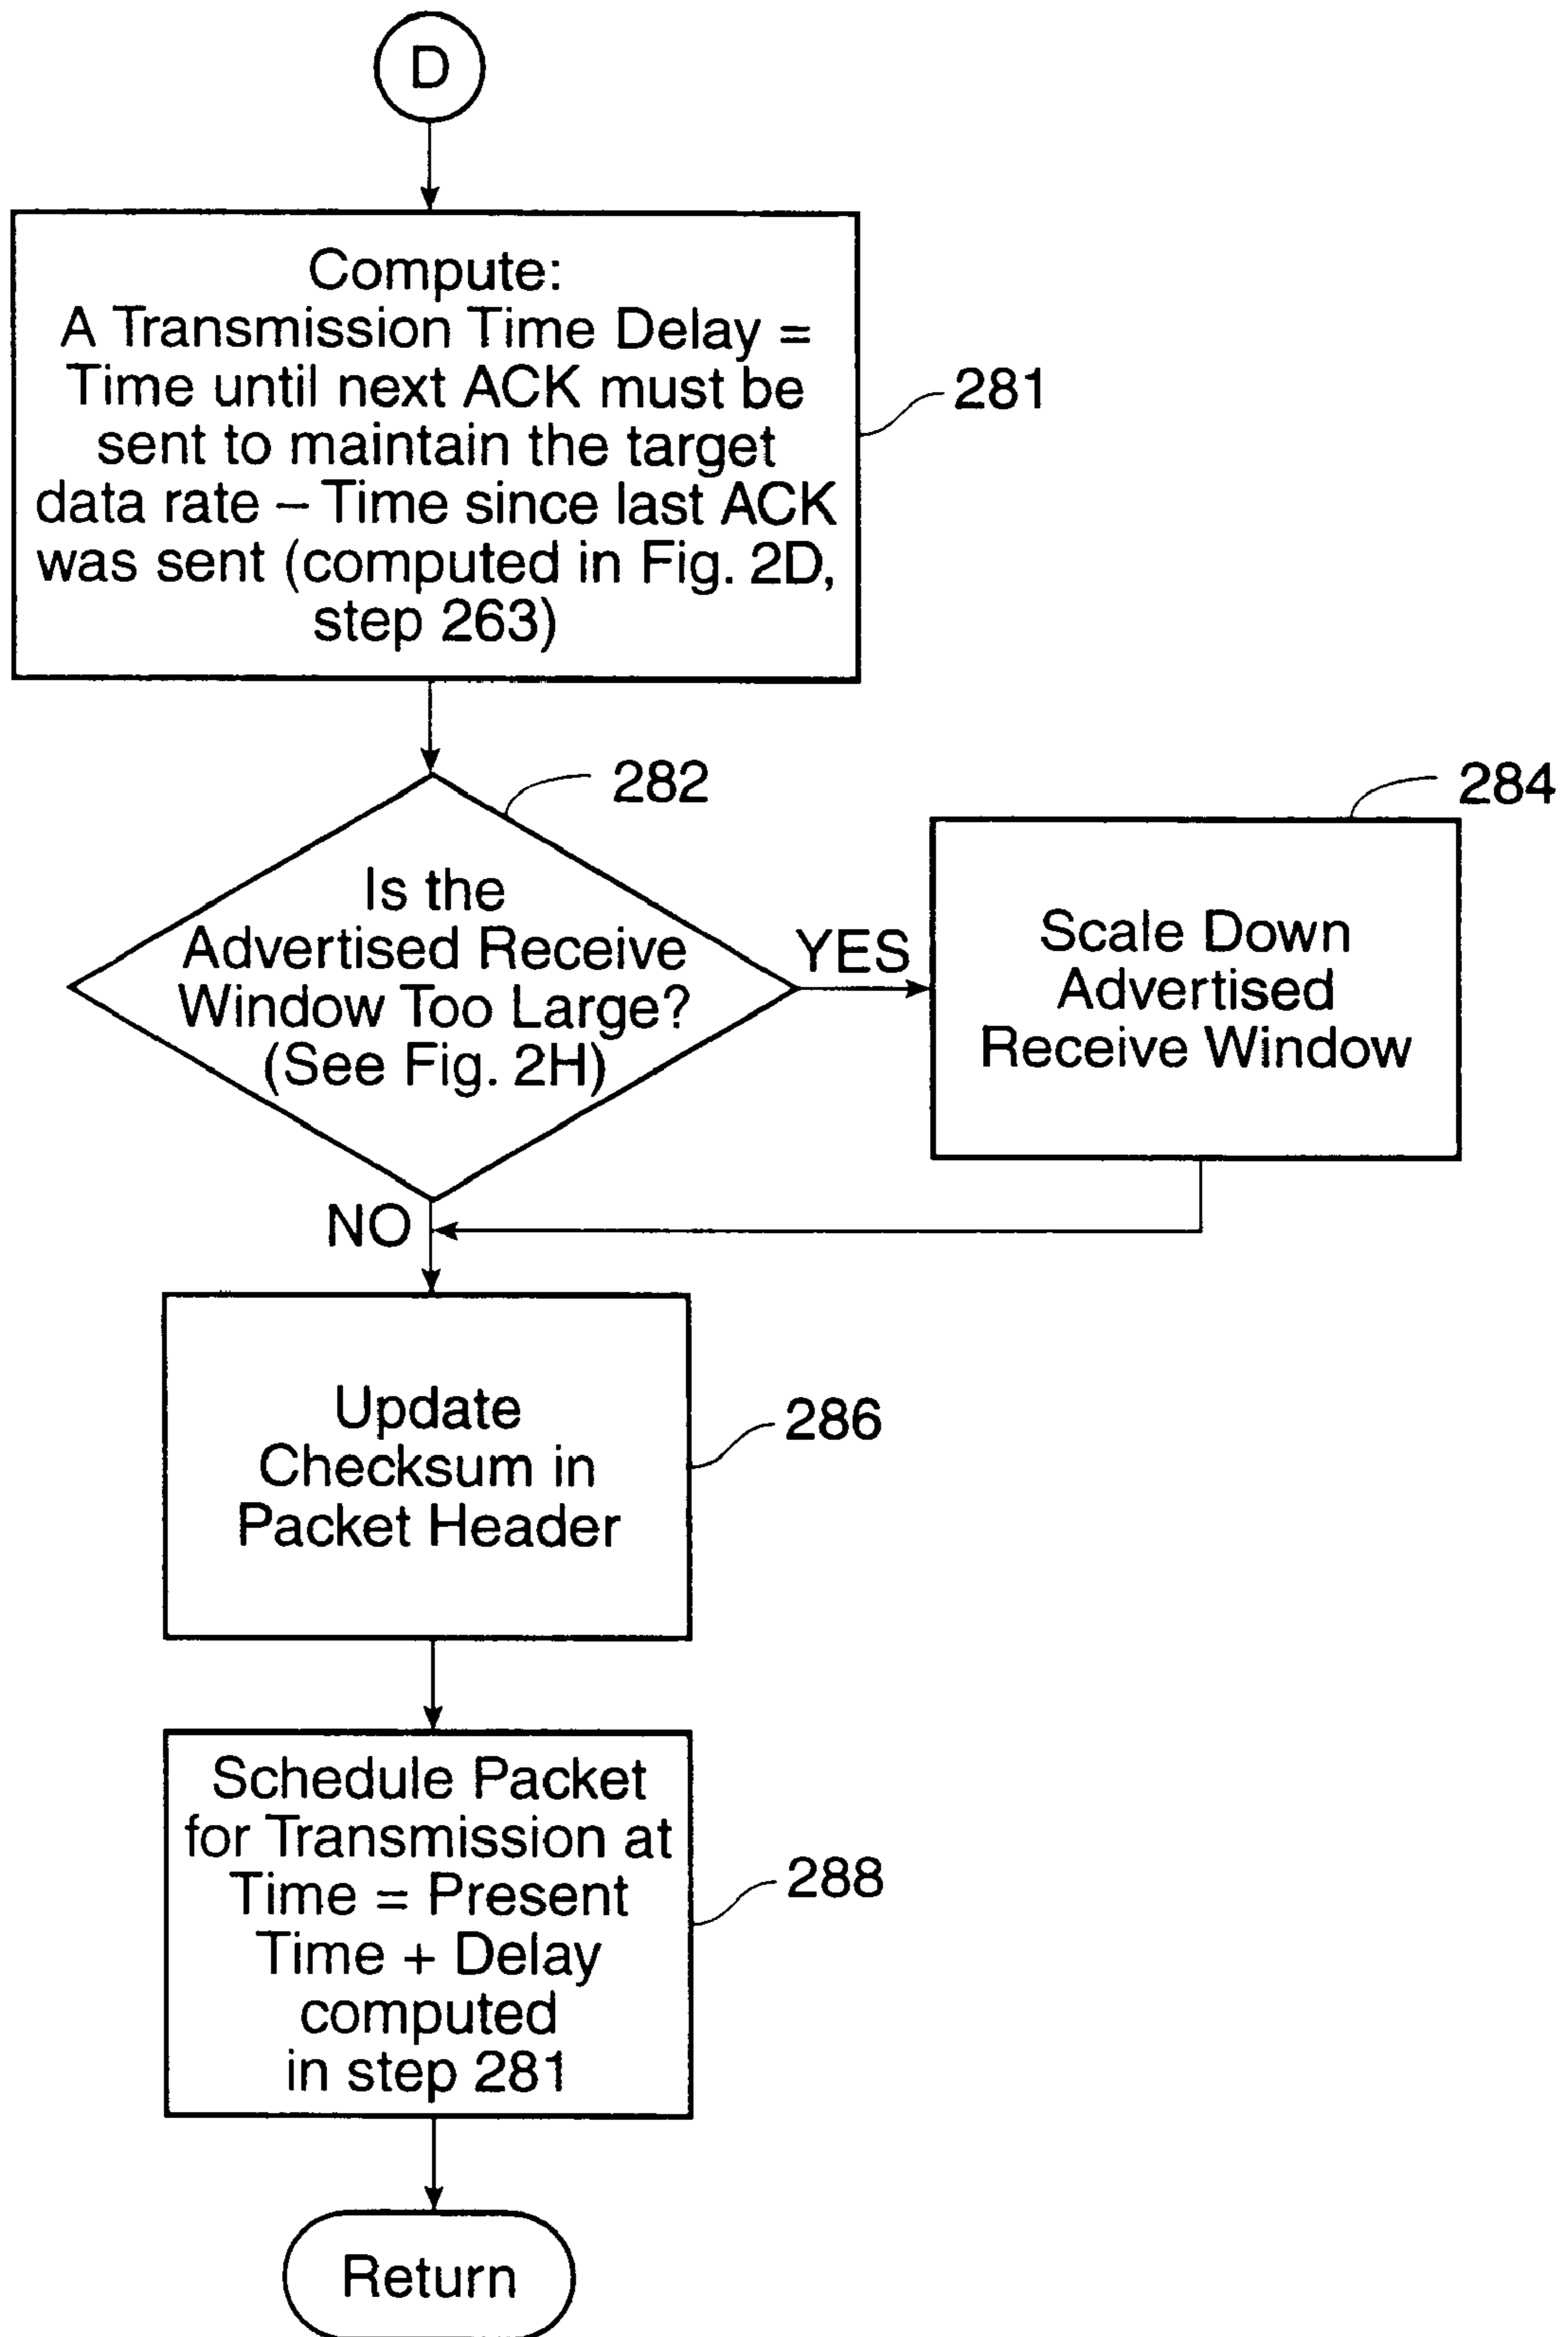 D
Compute:
A Transmission Time Delay =
Time until next ACK must be
sent to maintain the target
data rate – Time since last ACK
was sent (computed in Fig. 2D,
step 263)
281
282
Is the
Advertised Receive
Window Too Large?
(See Fig. 2H)
YES
284
Scale Down
Advertised
Receive Window
NO
Update
Checksum in
Packet Header
286
Schedule Packet
for Transmission at
Time = Present
Time + Delay
computed
in step 281
288
Return